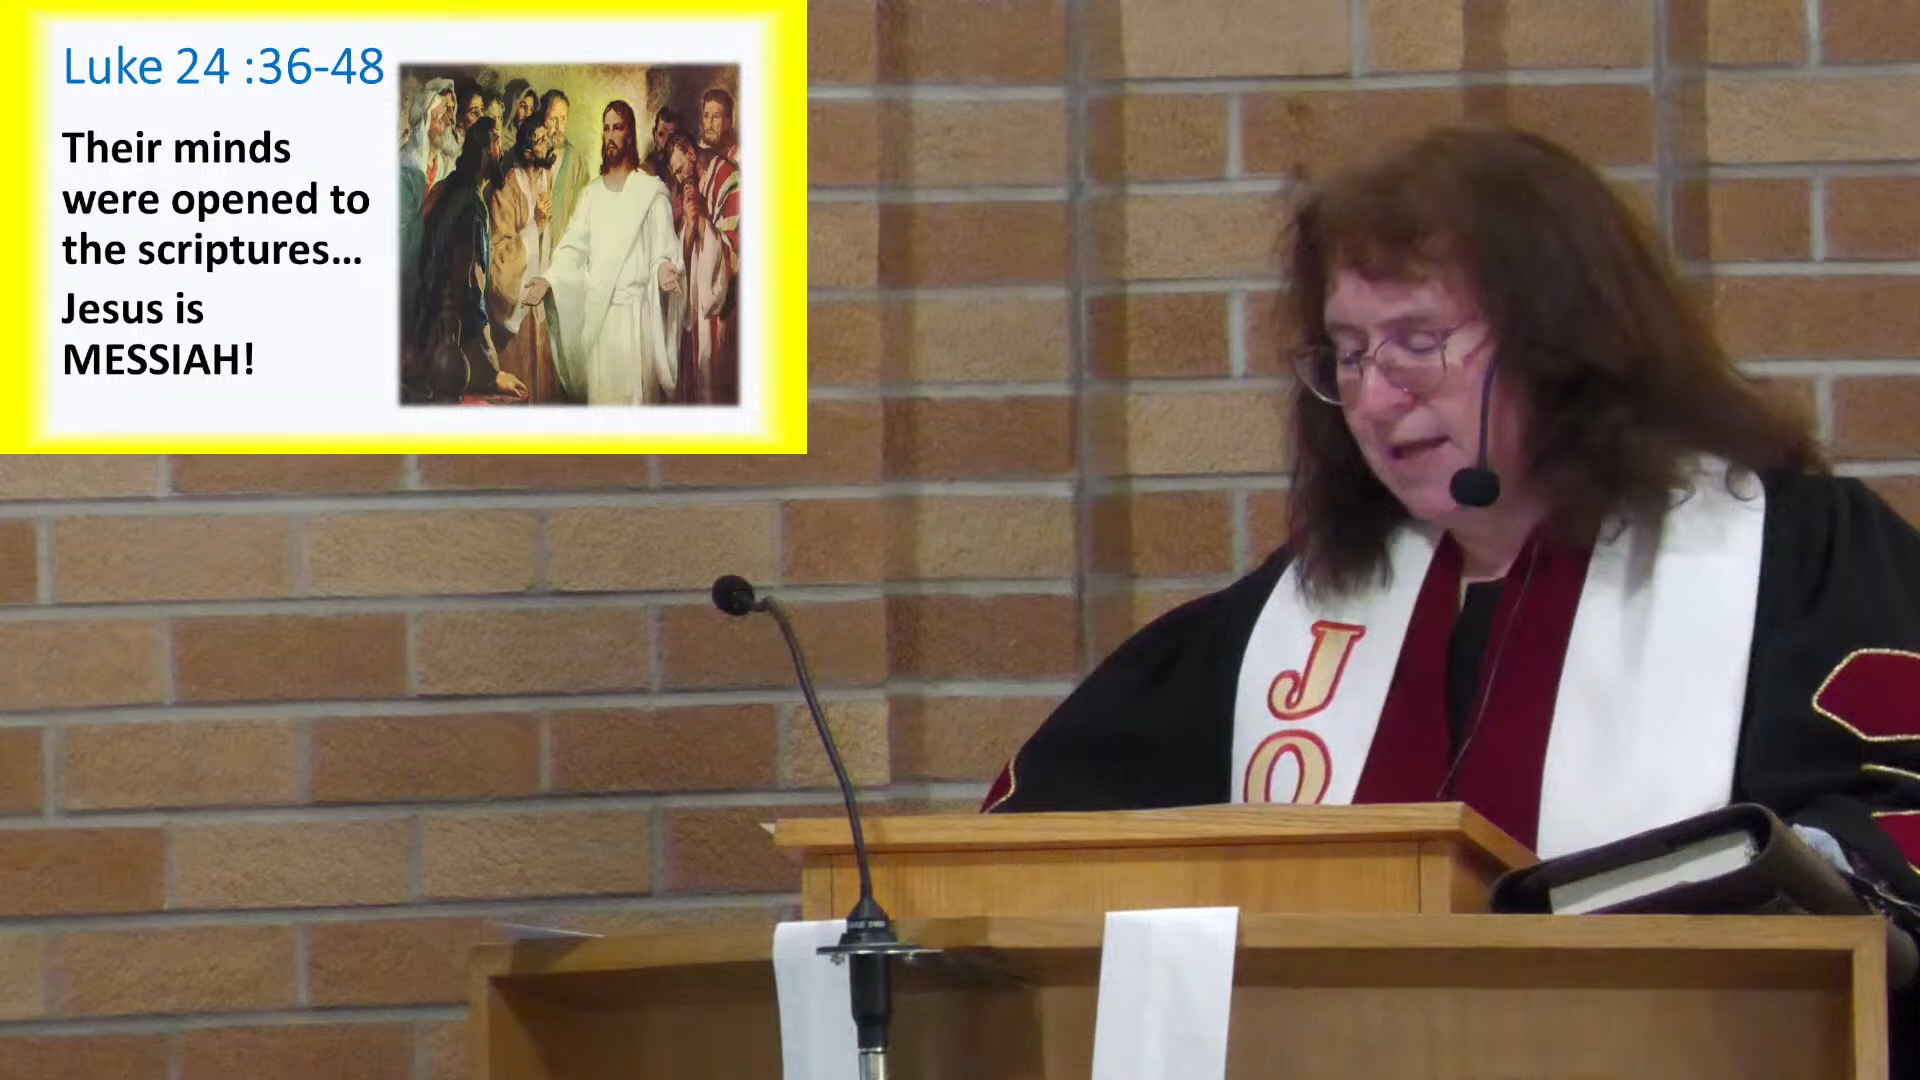 Luke 24 :36-48
Their minds
were opened to
the scriptures...
Jesus is
MESSIAH!
J
O